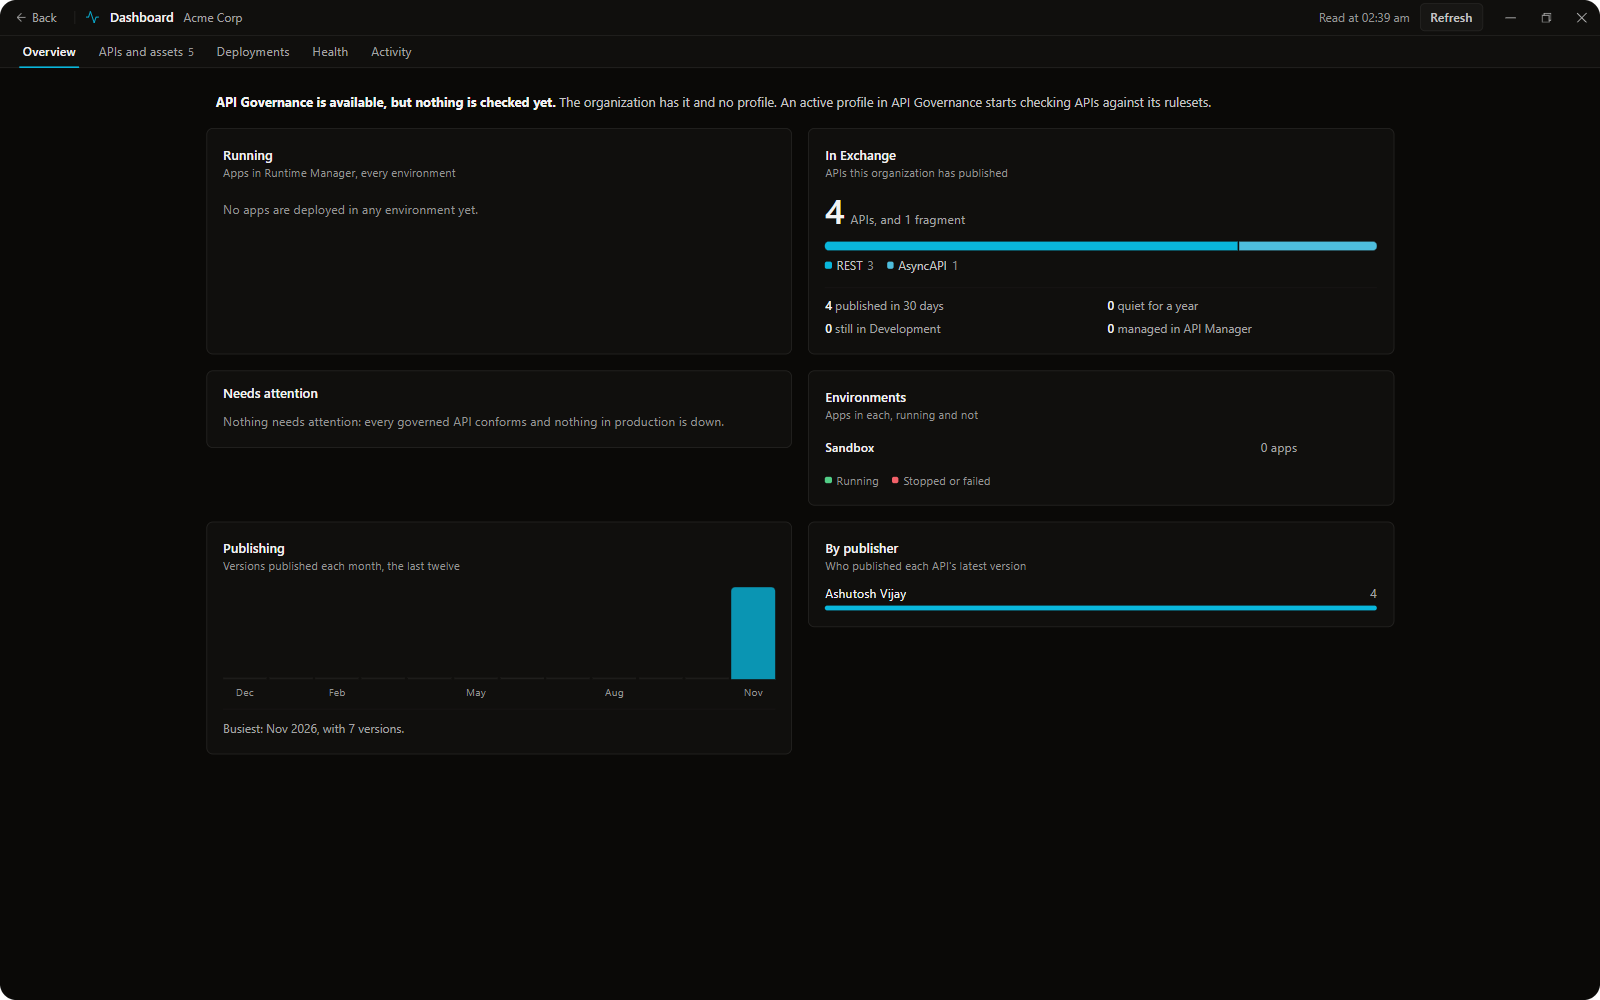 Back
Dashboard Acme Corp
Read at 02:39 am
Refresh
Overview
APIs and assets 5
Deployments
Health
Activity
API Governance is available, but nothing is checked yet. The organization has it and no profile. An active profile in API Governance starts checking APIs against its rulesets.
Running
Apps in Runtime Manager, every environment
No apps are deployed in any environment yet.
In Exchange
APIs this organization has published
4 APIs, and 1 fragment
REST 3 AsyncAPI 1
4 published in 30 days
0 quiet for a year
0 still in Development
0 managed in API Manager
Needs attention
Nothing needs attention: every governed API conforms and nothing in production is down.
Environments
Apps in each, running and not
Sandbox 0 apps
Running Stopped or failed
Publishing
Versions published each month, the last twelve
Dec Feb May Aug Nov
Busiest: Nov 2026, with 7 versions.
By publisher
Who published each API's latest version
Ashutosh Vijay 4